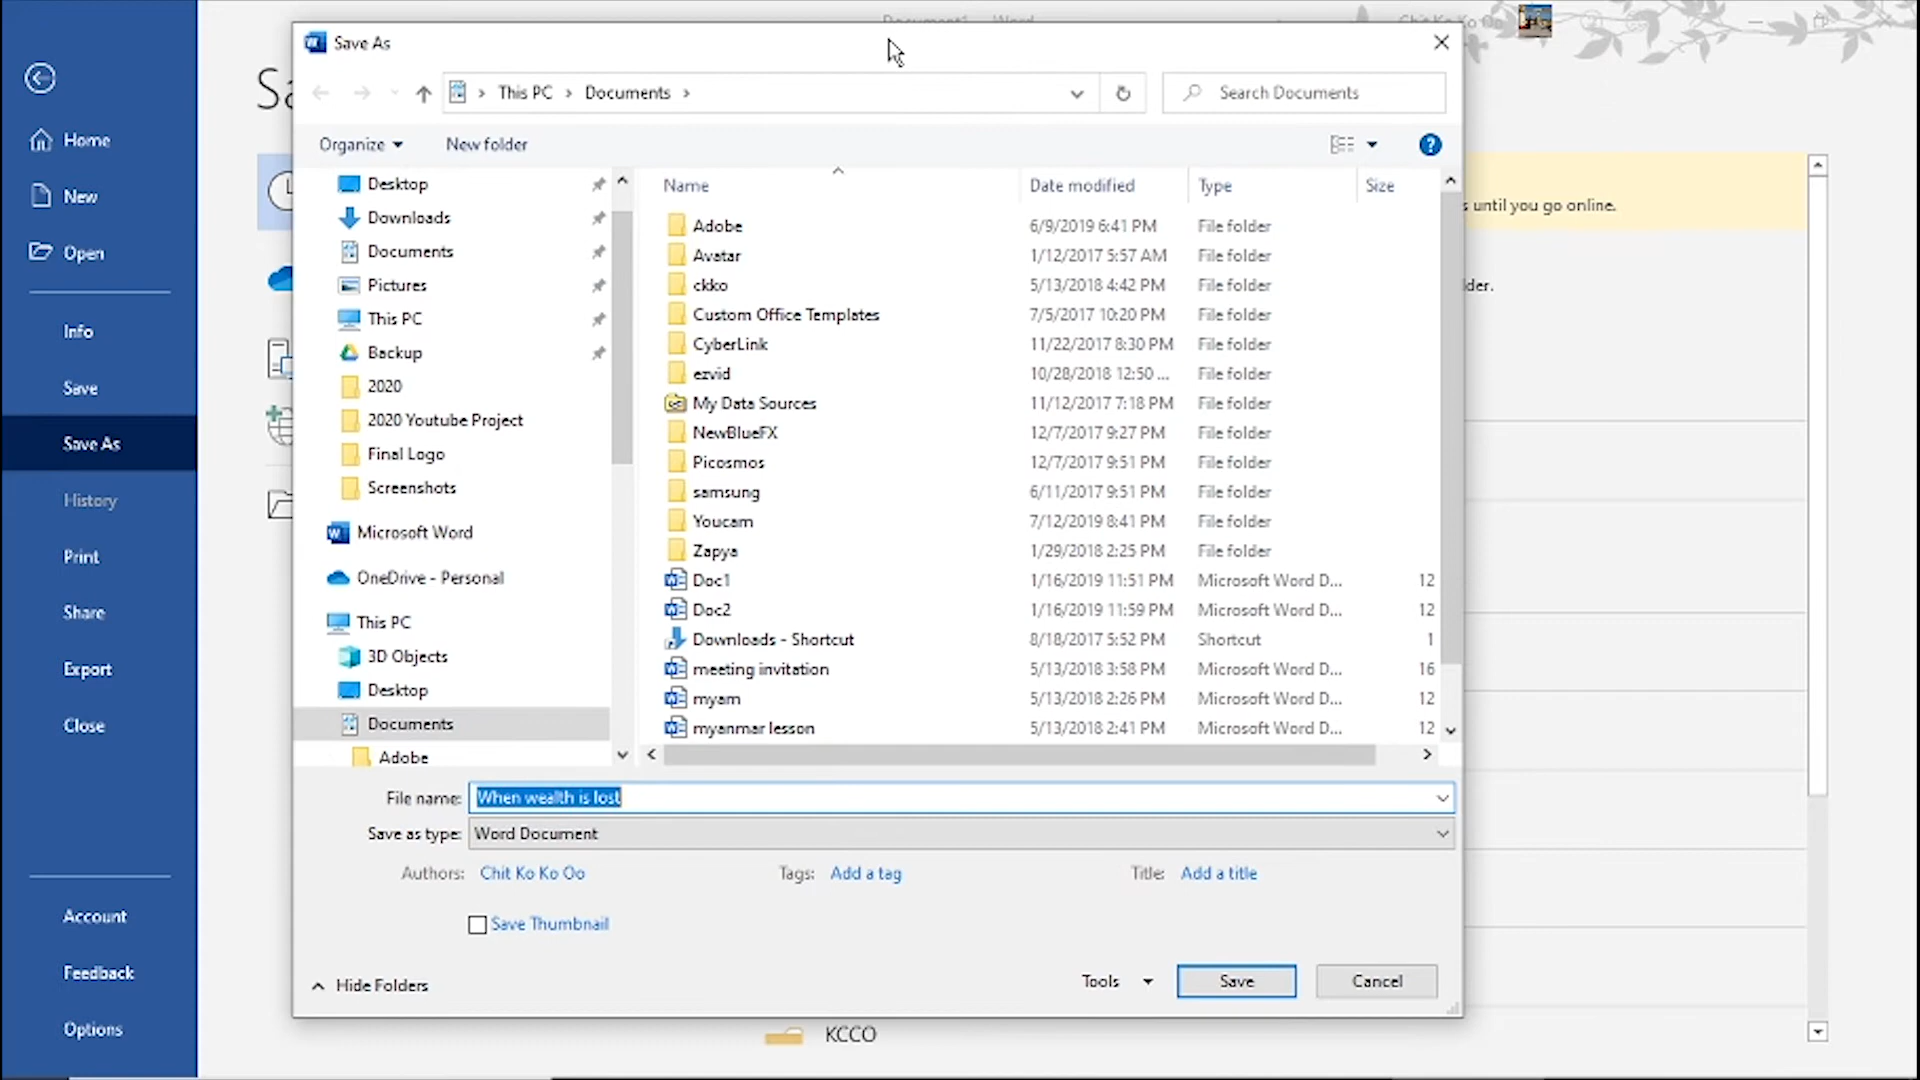 Document1 - Word
Chit Ko Ko Oo
Save As
This PC > Documents >
Search Documents
Organize
New folder
Home
New
Open
Info
Save
Save As
History
Print
Share
Export
Close
Account
Feedback
Options
Sa
s until you go online.
lder.
Desktop
Downloads
Documents
Pictures
This PC
Backup
2020
2020 Youtube Project
Final Logo
Screenshots
Microsoft Word
OneDrive - Personal
This PC
3D Objects
Desktop
Documents
Adobe
Name Date modified Type Size
Adobe 6/9/2019 6:41 PM File folder
Avatar 1/12/2017 5:57 AM File folder
ckko 5/13/2018 4:42 PM File folder
Custom Office Templates 7/5/2017 10:20 PM File folder
CyberLink 11/22/2017 8:30 PM File folder
ezvid 10/28/2018 12:50 ... File folder
My Data Sources 11/12/2017 7:18 PM File folder
NewBlueFX 12/7/2017 9:27 PM File folder
Picosmos 12/7/2017 9:51 PM File folder
samsung 6/11/2017 9:51 PM File folder
Youcam 7/12/2019 8:41 PM File folder
Zapya 1/29/2018 2:25 PM File folder
Doc1 1/16/2019 11:51 PM Microsoft Word D... 12
Doc2 1/16/2019 11:59 PM Microsoft Word D... 12
Downloads - Shortcut 8/18/2017 5:52 PM Shortcut 1
meeting invitation 5/13/2018 3:58 PM Microsoft Word D... 16
myam 5/13/2018 2:26 PM Microsoft Word D... 12
myanmar lesson 5/13/2018 2:41 PM Microsoft Word D... 12
File name: When wealth is lost
Save as type: Word Document
Authors: Chit Ko Ko Oo Tags: Add a tag Title: Add a title
Save Thumbnail
Hide Folders
Tools Save Cancel
KCCO